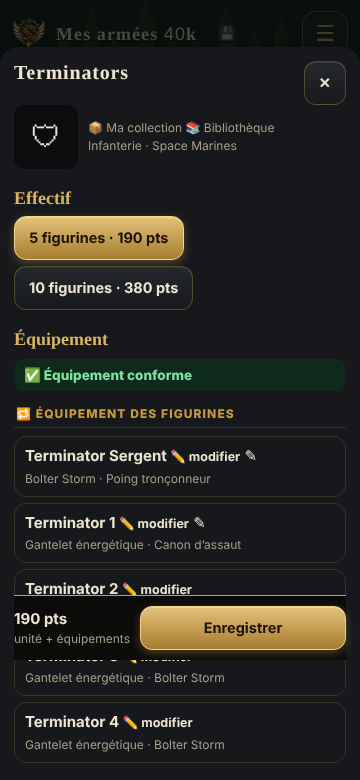 Mes armées 40k
Terminators
×
📦 Ma collection 📚 Bibliothèque
Infanterie · Space Marines
Effectif
5 figurines · 190 pts
10 figurines · 380 pts
Équipement
✅ Équipement conforme
🔁 ÉQUIPEMENT DES FIGURINES
Terminator Sergent ✏️ modifier ✎
Bolter Storm · Poing tronçonneur
Terminator 1 ✏️ modifier ✎
Gantelet énergétique · Canon d'assaut
Terminator 2 ✏️ modifier
190 pts
unité + équipements
Enregistrer
Gantelet énergétique · Bolter Storm
Terminator 4 ✏️ modifier
Gantelet énergétique · Bolter Storm